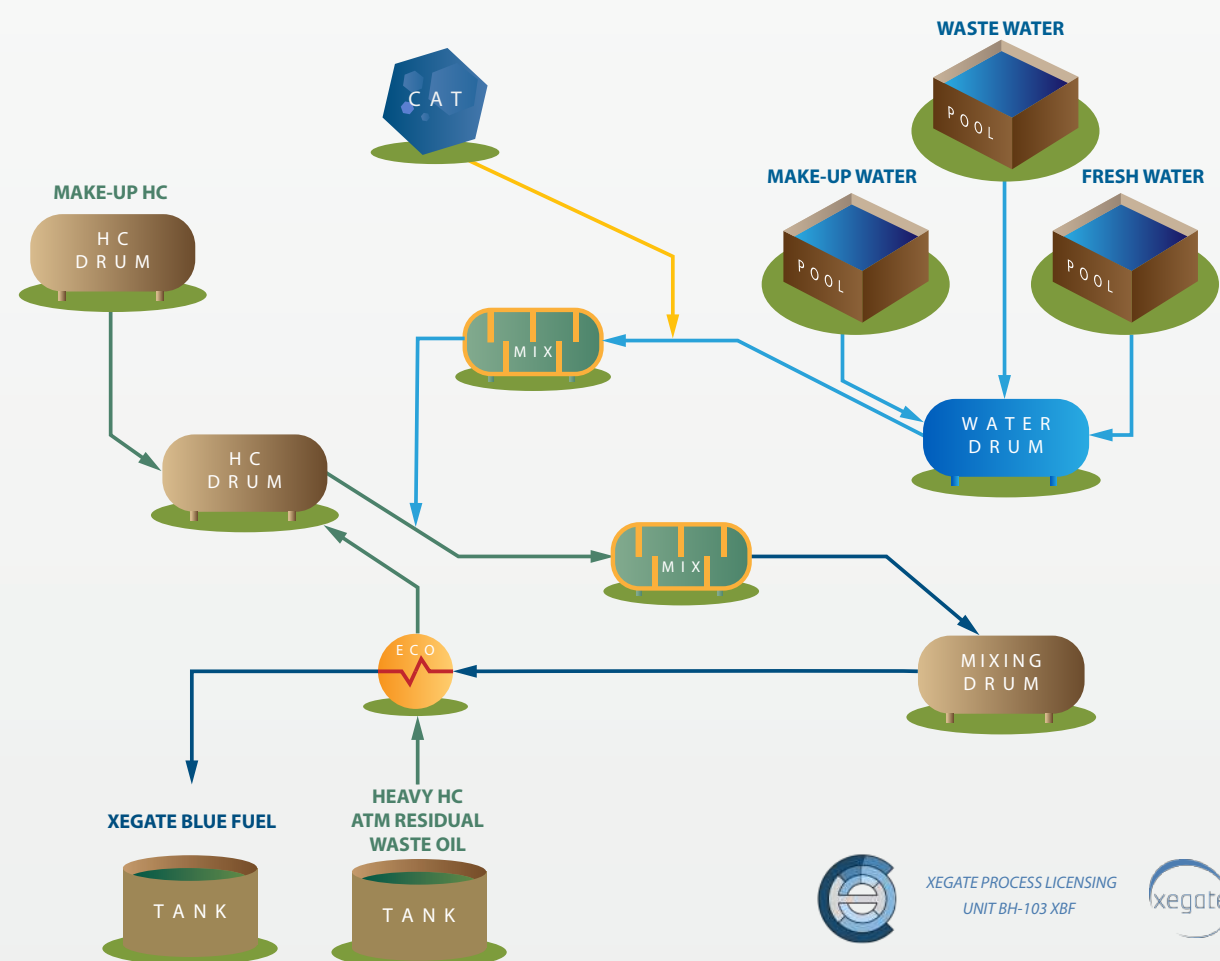 WASTE WATER
POOL
CAT
MAKE-UP HC
HC
DRUM
MAKE-UP WATER
POOL
FRESH WATER
POOL
MIX
WATER
DRUM
HC
DRUM
MIX
ECO
MIXING
DRUM
HEAVY HC
ATM RESIDUAL
WASTE OIL
XEGATE BLUE FUEL
TANK
TANK
XEGATE PROCESS LICENSING
UNIT BH-103 XBF
xegate